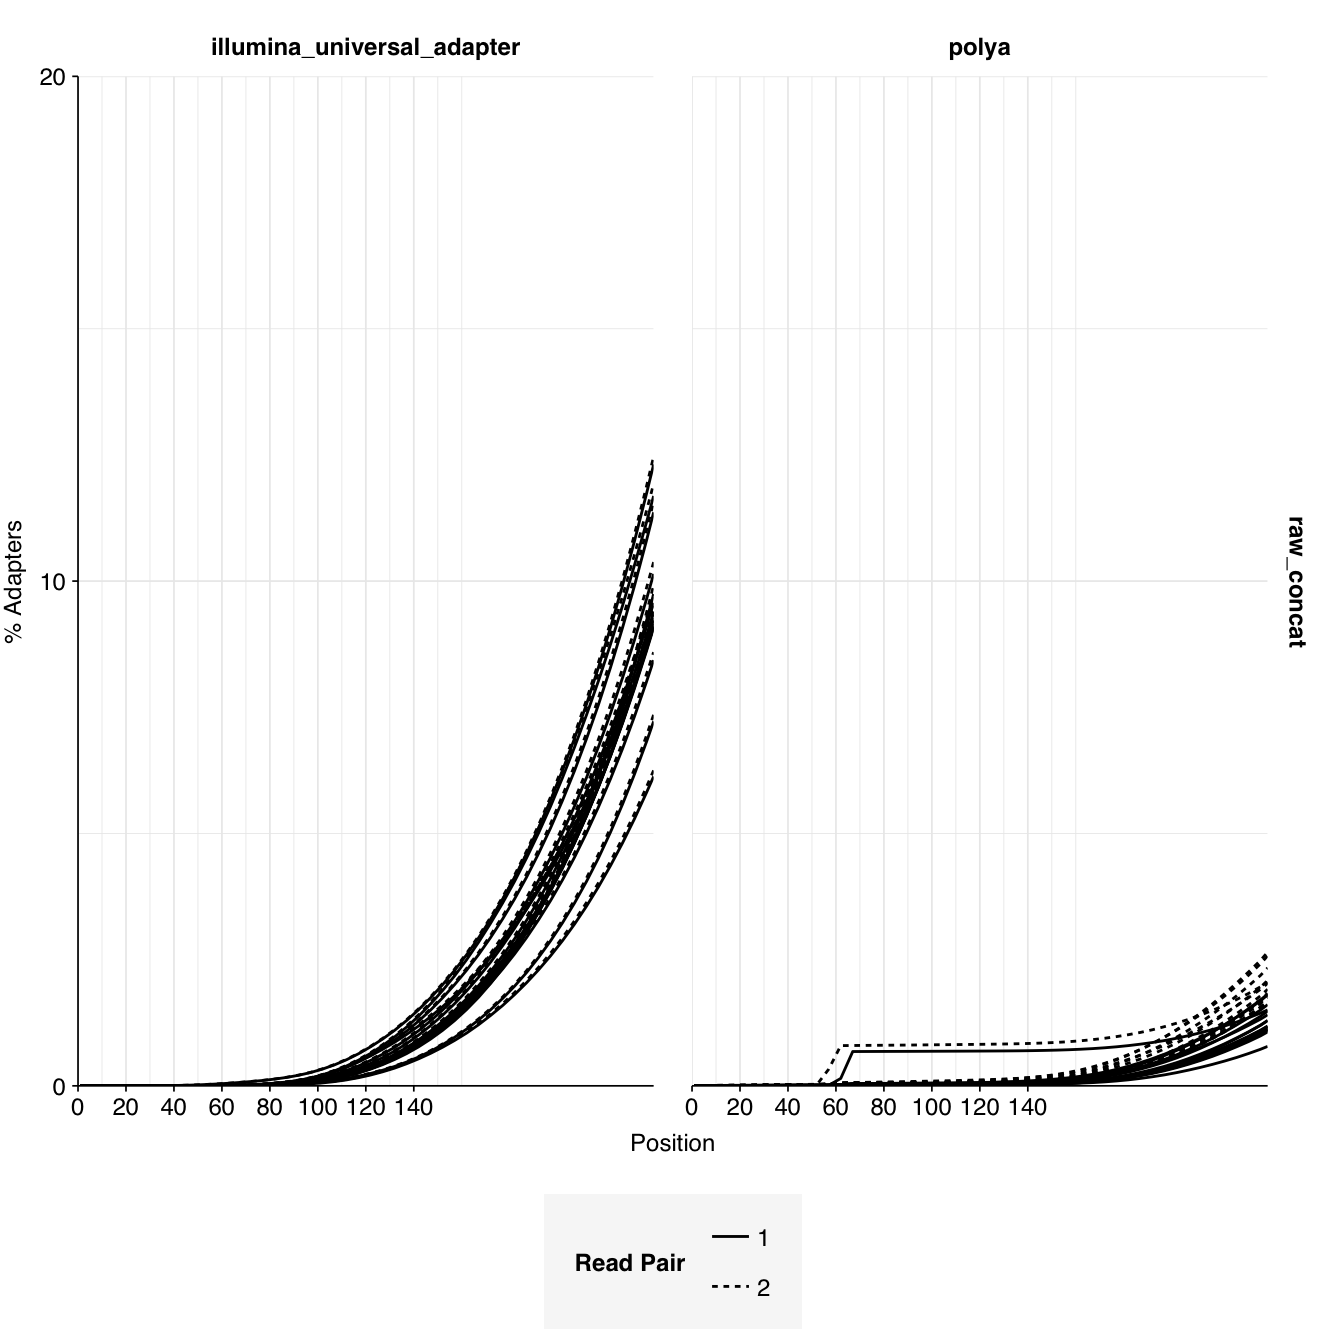 illumina_universal_adapter polya
20
10
0
% Adapters
raw_concat
0 20 40 60 80 100 120 140 0 20 40 60 80 100 120 140
Position
Read Pair
1
2